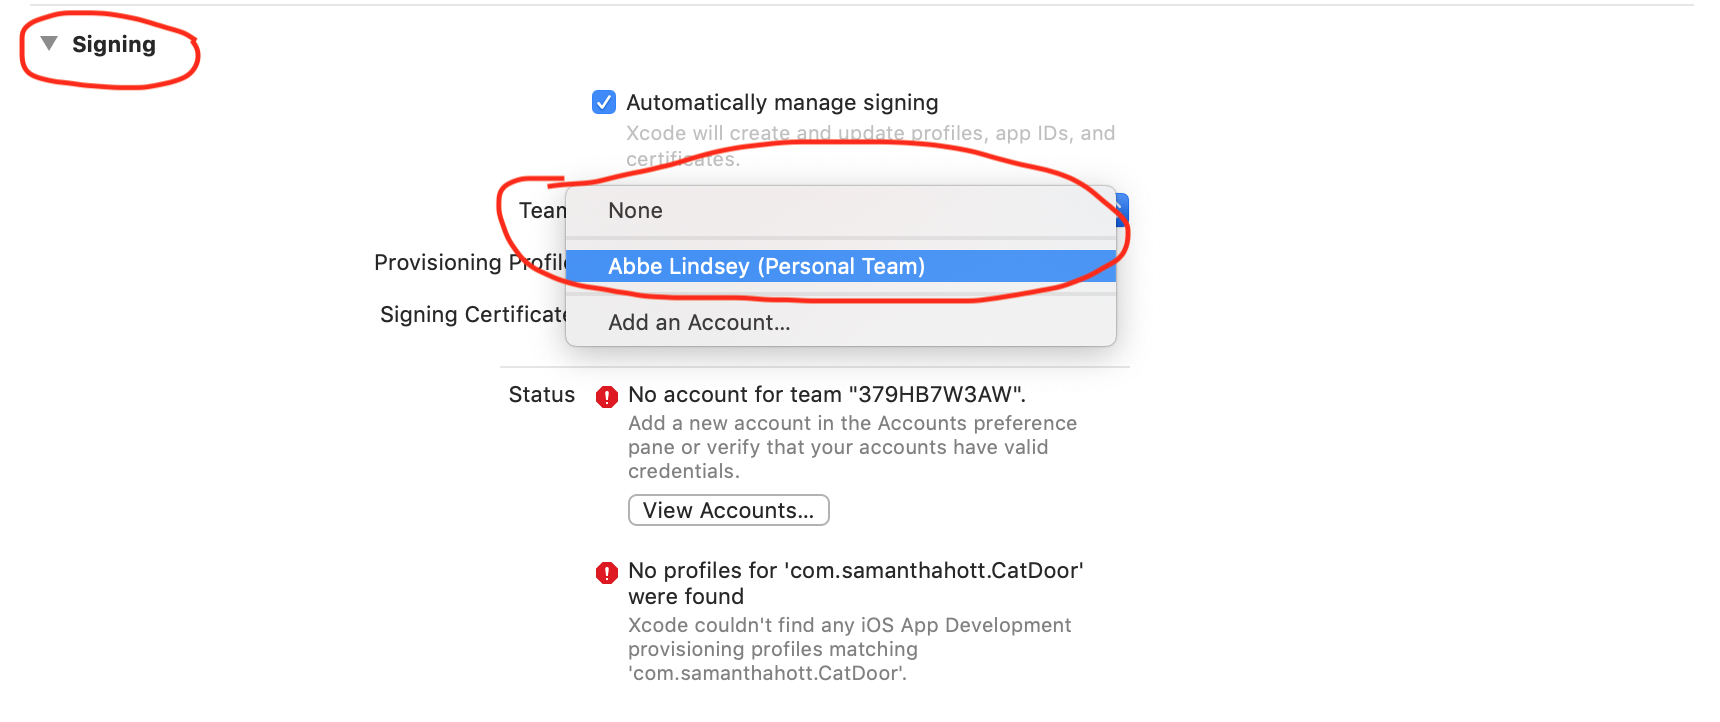 Signing
Automatically manage signing
Xcode will create and update profiles, app IDs, and
certificates.
Team
None
Provisioning Profile
Abbe Lindsey (Personal Team)
Signing Certificate
Add an Account...
Status
No account for team "379HB7W3AW".
Add a new account in the Accounts preference
pane or verify that your accounts have valid
credentials.
View Accounts...
No profiles for 'com.samanthahott.CatDoor'
were found
Xcode couldn't find any iOS App Development
provisioning profiles matching
'com.samanthahott.CatDoor'.